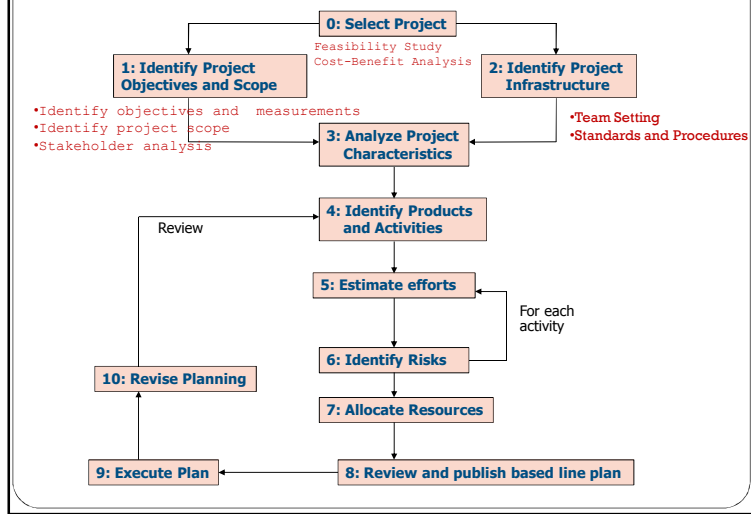 0: Select Project
Feasibility Study
Cost-Benefit Analysis
1: Identify Project
Objectives and Scope
2: Identify Project
Infrastructure
•Identify objectives and measurements
•Identify project scope
•Stakeholder analysis
•Team Setting
•Standards and Procedures
3: Analyze Project
Characteristics
4: Identify Products
and Activities
Review
5: Estimate efforts
For each
activity
6: Identify Risks
10: Revise Planning
7: Allocate Resources
9: Execute Plan
8: Review and publish based line plan